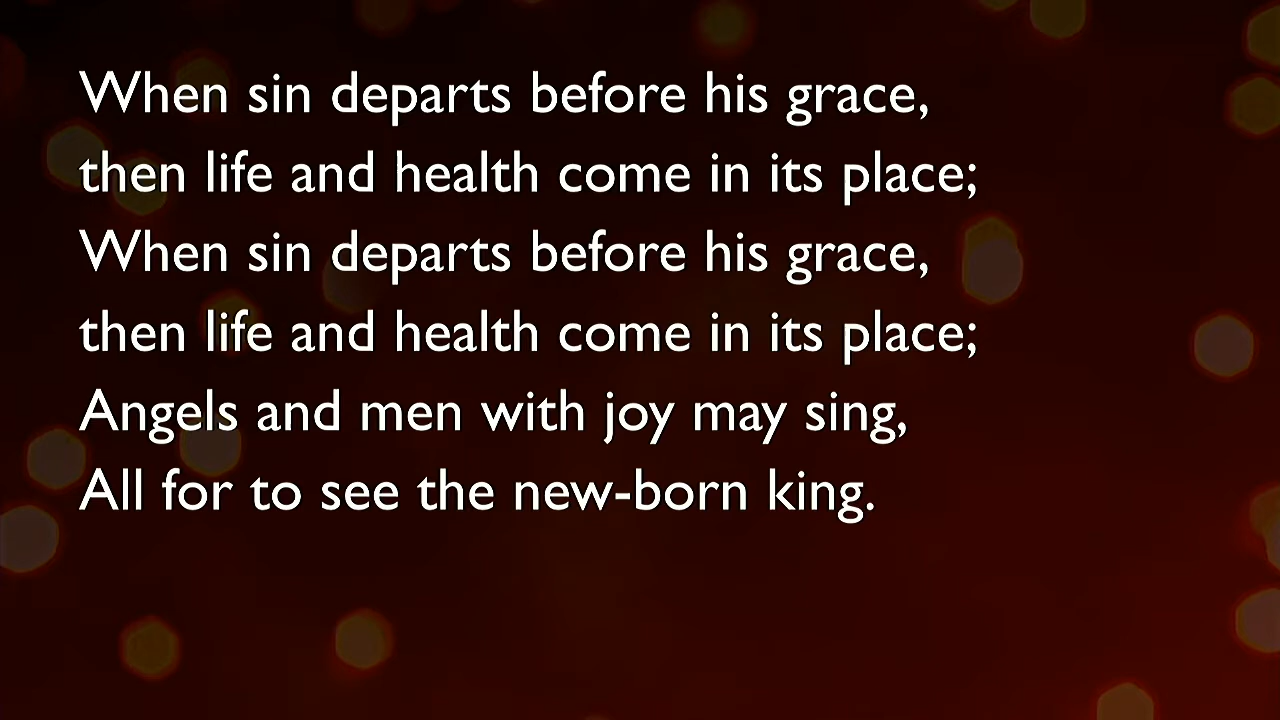 When sin departs before his grace,
then life and health come in its place;
When sin departs before his grace,
then life and health come in its place;
Angels and men with joy may sing,
All for to see the new-born king.